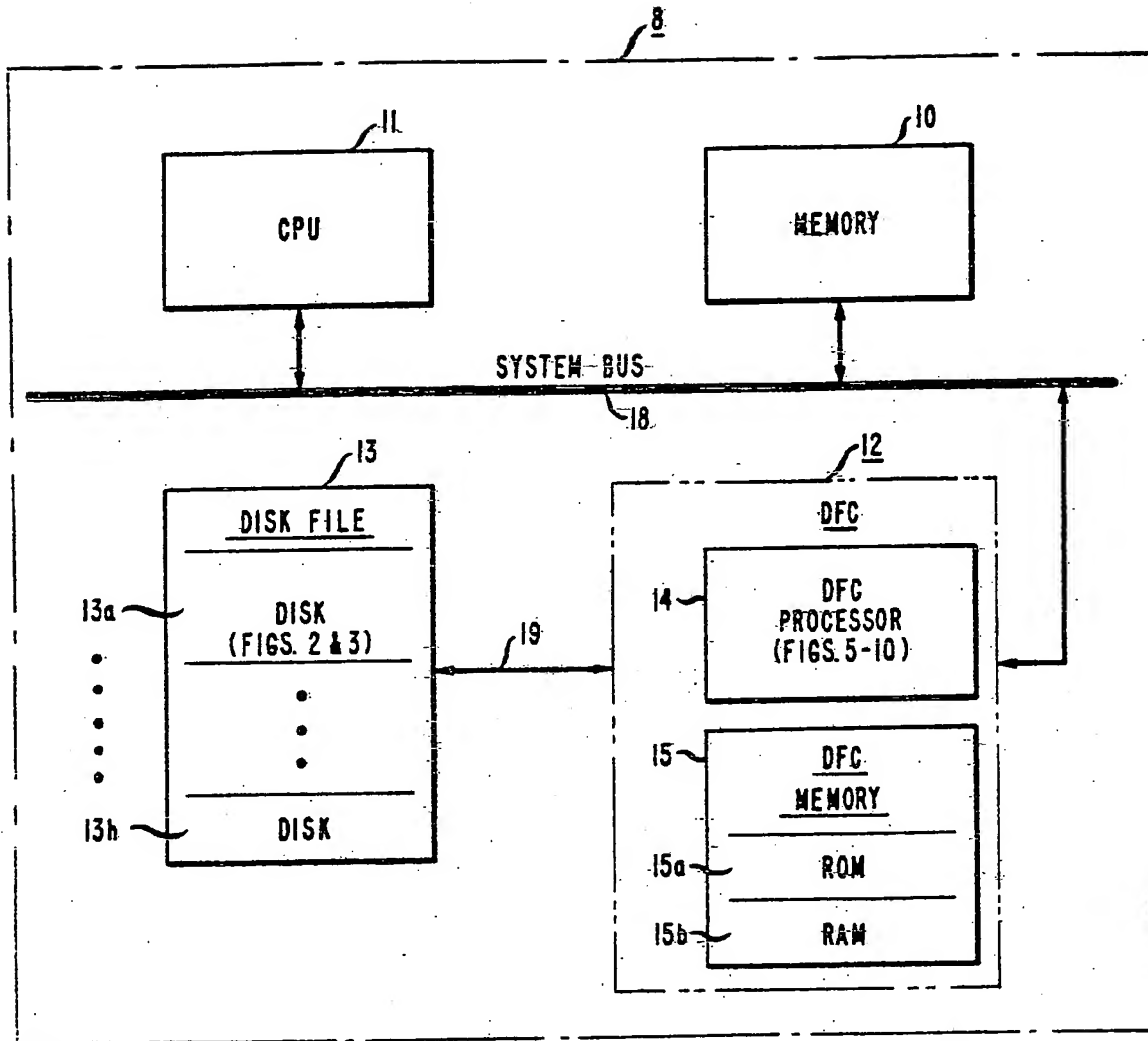 8
11
10
CPU
MEMORY
SYSTEM BUS
18
13
12
DISK FILE
DFC
13a
DISK
(FIGS. 2 & 3)
19
14
DFC
PROCESSOR
(FIGS. 5-10)
15
DFC
MEMORY
13h
DISK
15a
ROM
15b
RAM